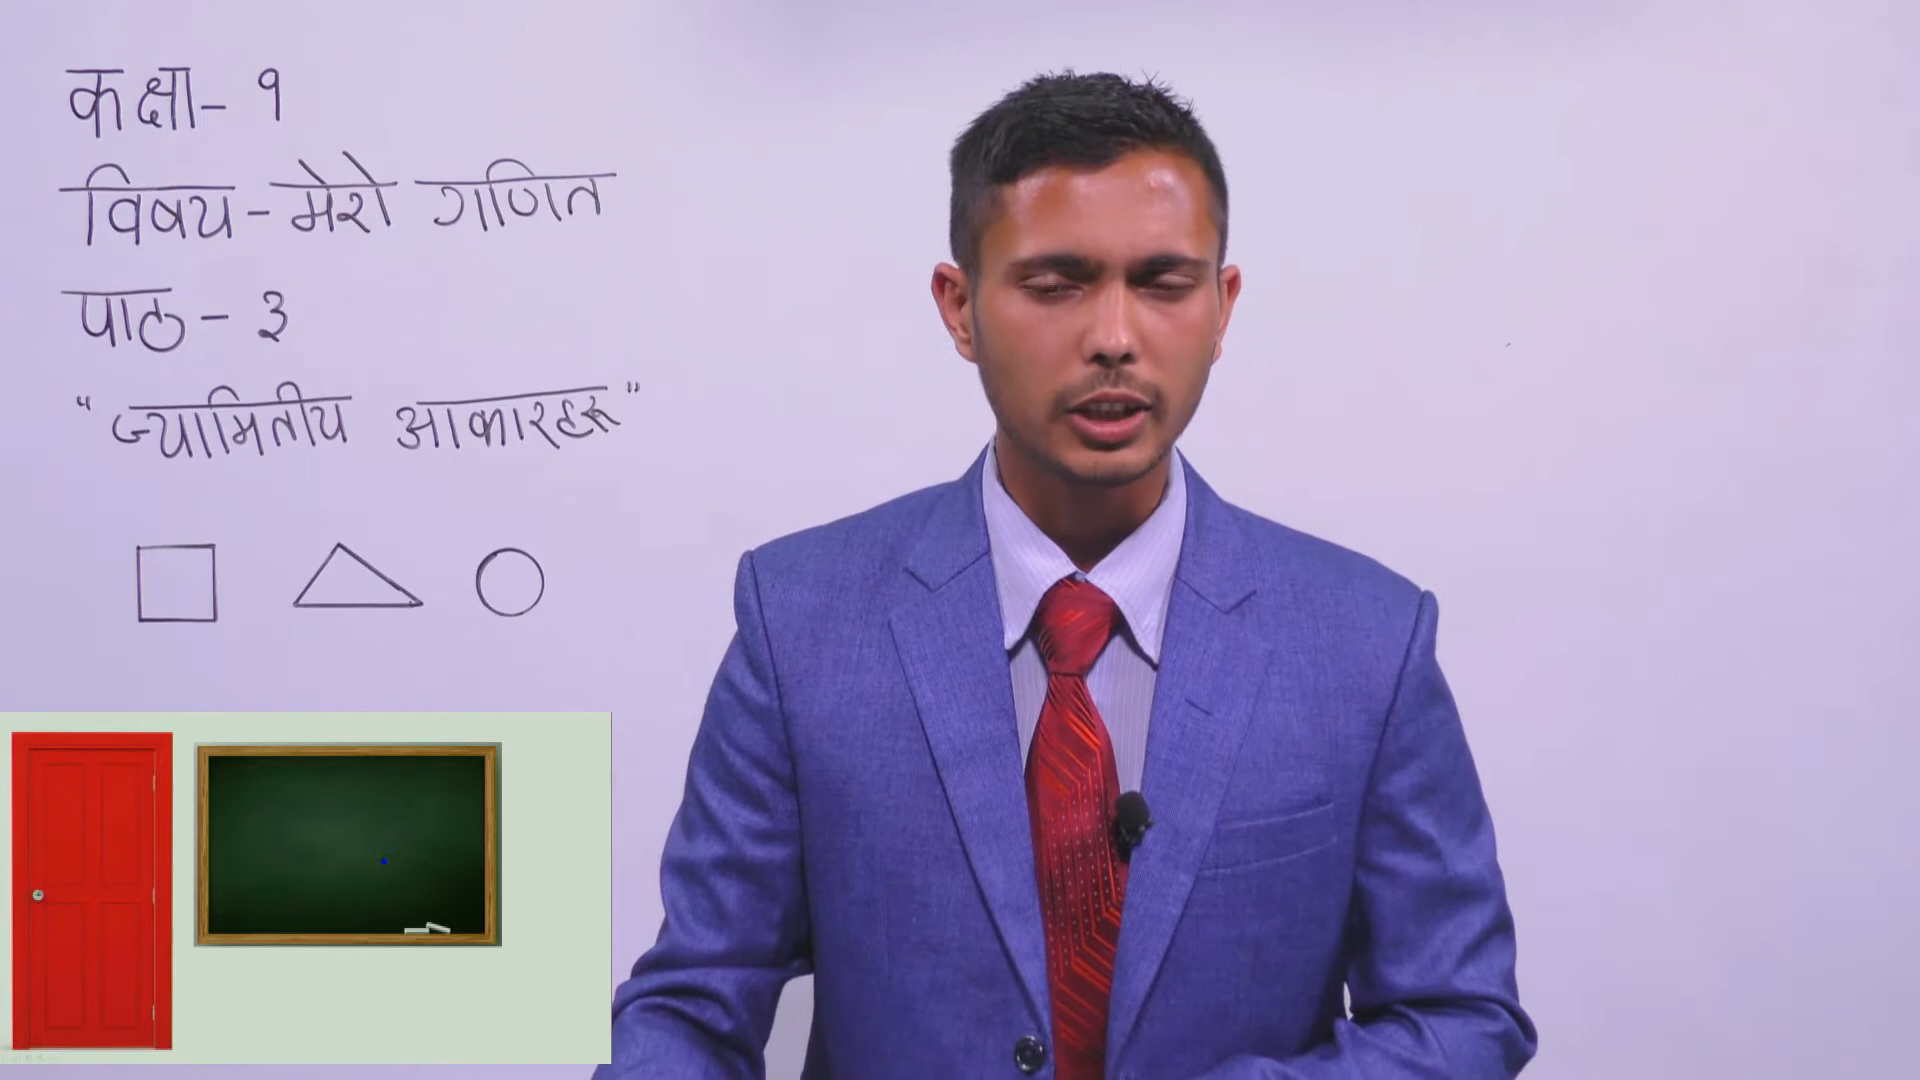 कक्षा- १
विषय- मेरो गणित
पाठ- ३
“ज्यामितीय आकारहरू”